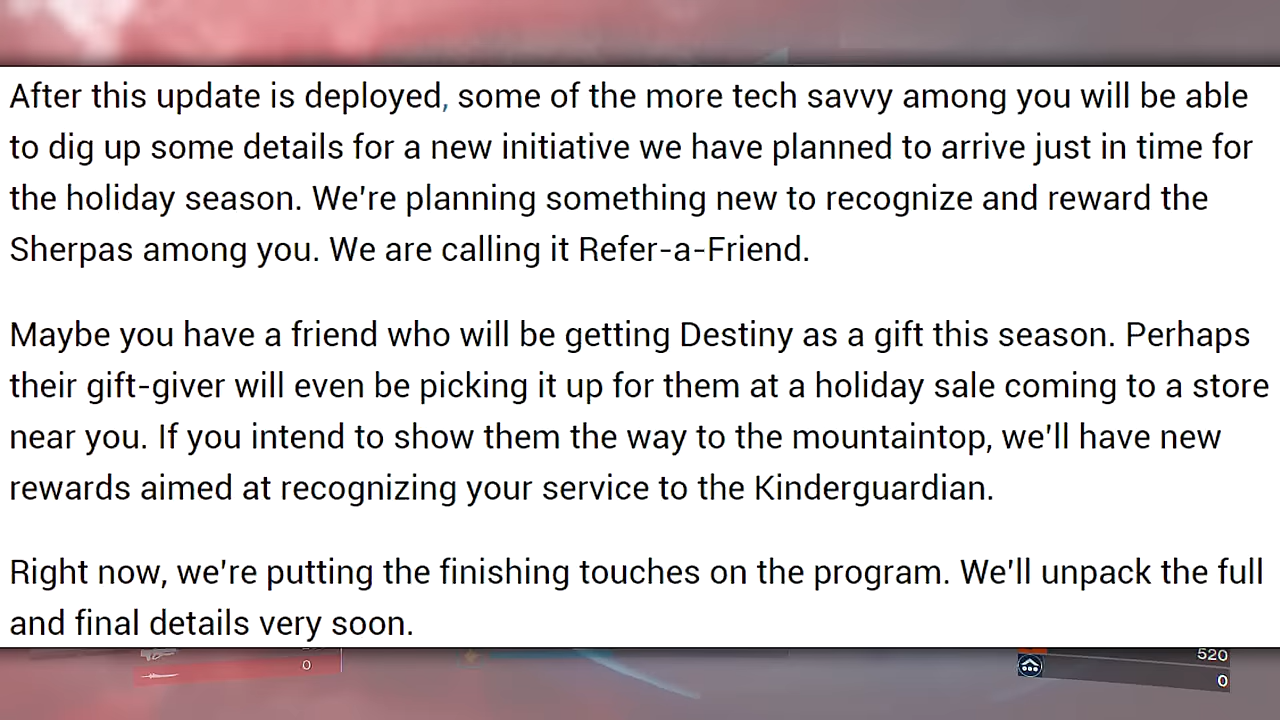 After this update is deployed, some of the more tech savvy among you will be able
to dig up some details for a new initiative we have planned to arrive just in time for
the holiday season. We're planning something new to recognize and reward the
Sherpas among you. We are calling it Refer-a-Friend.
Maybe you have a friend who will be getting Destiny as a gift this season. Perhaps
their gift-giver will even be picking it up for them at a holiday sale coming to a store
near you. If you intend to show them the way to the mountaintop, we'll have new
rewards aimed at recognizing your service to the Kinderguardian.
Right now, we're putting the finishing touches on the program. We'll unpack the full
and final details very soon.
0
520
0